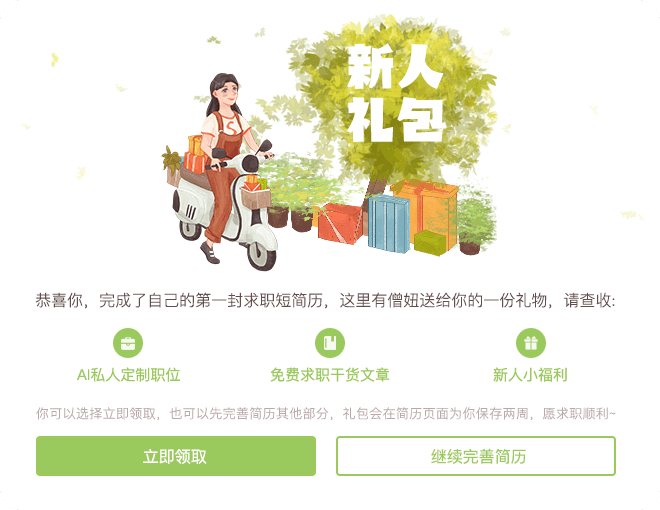 新人
礼包
恭喜你，完成了自己的第一封求职短简历，这里有僧妞送给你的一份礼物，请查收:
AI私人定制职位
免费求职干货文章
新人小福利
你可以选择立即领取，也可以先完善简历其他部分，礼包会在简历页面为你保存两周，愿求职顺利~
立即领取
继续完善简历